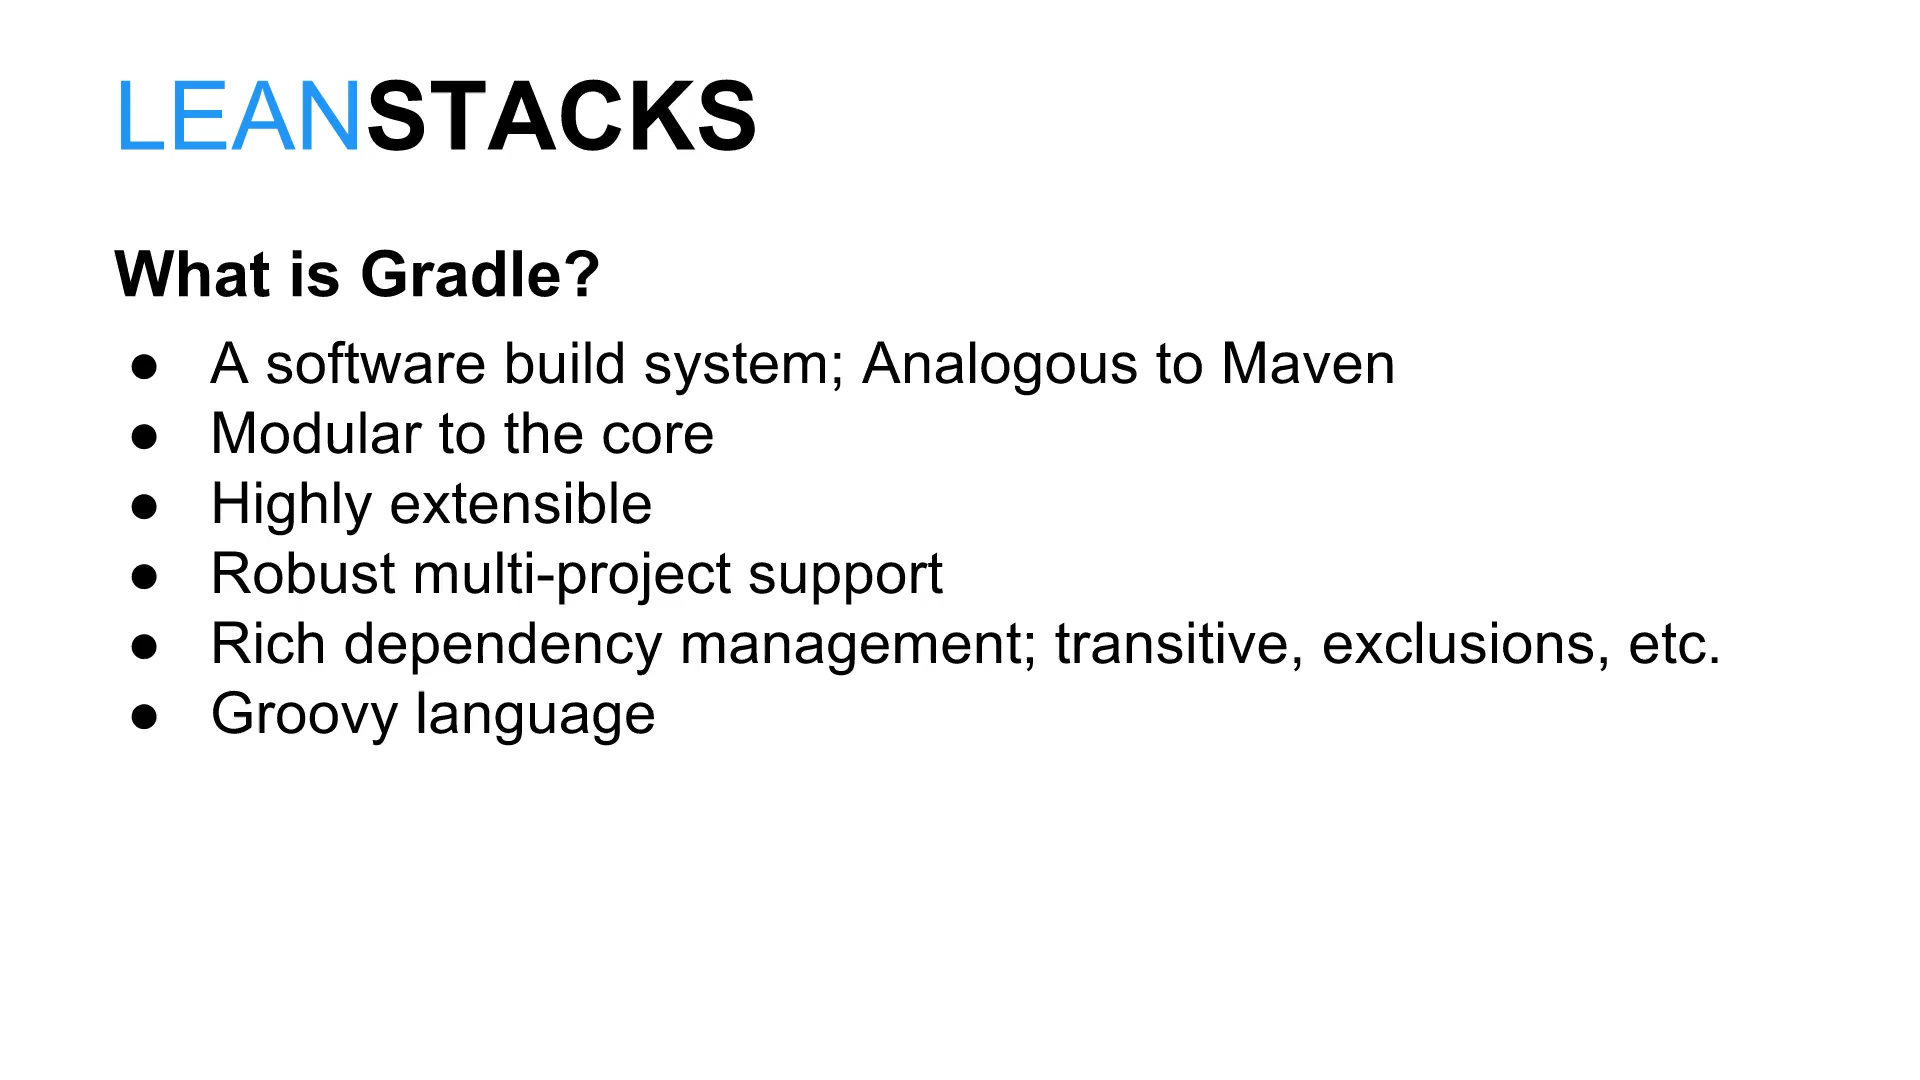 LEANSTACKS
What is Gradle?
● A software build system; Analogous to Maven
● Modular to the core
● Highly extensible
● Robust multi-project support
● Rich dependency management; transitive, exclusions, etc.
● Groovy language